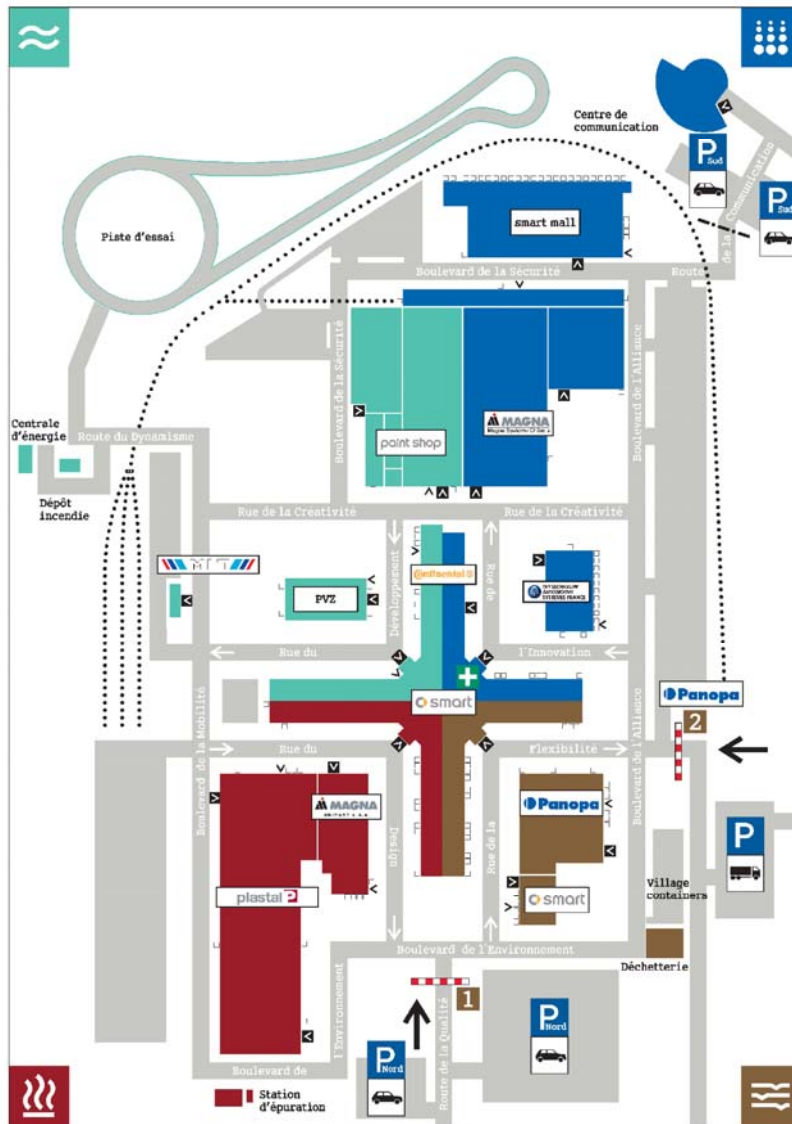 Centre de
communication
P
Sud
P
Sud
de la Communication
Piste d'essai
smart mall
Boulevard de la Sécurité
Route
Boulevard de la Sécurité
Boulevard de l'Alliance
paint shop
MAGNA
Centrale
d'énergie
Route du Dynamisme
Dépôt
incendie
Rue de la Créativité
Rue de la Créativité
Continental
PVZ
Développement
Rue de
Rue du
l'Innovation
smart
Panopa
2
Boulevard de la Mobilité
Rue du
Flexibilité
Boulevard de l'Alliance
MAGNA
Panopa
P
plastal P
Design
Rue de la
smart
Village
containers
Boulevard de l'Environnement
Déchetterie
1
P
Nord
P
Nord
l'Environnement
Boulevard de
Route de la Qualité
Station
d'épuration